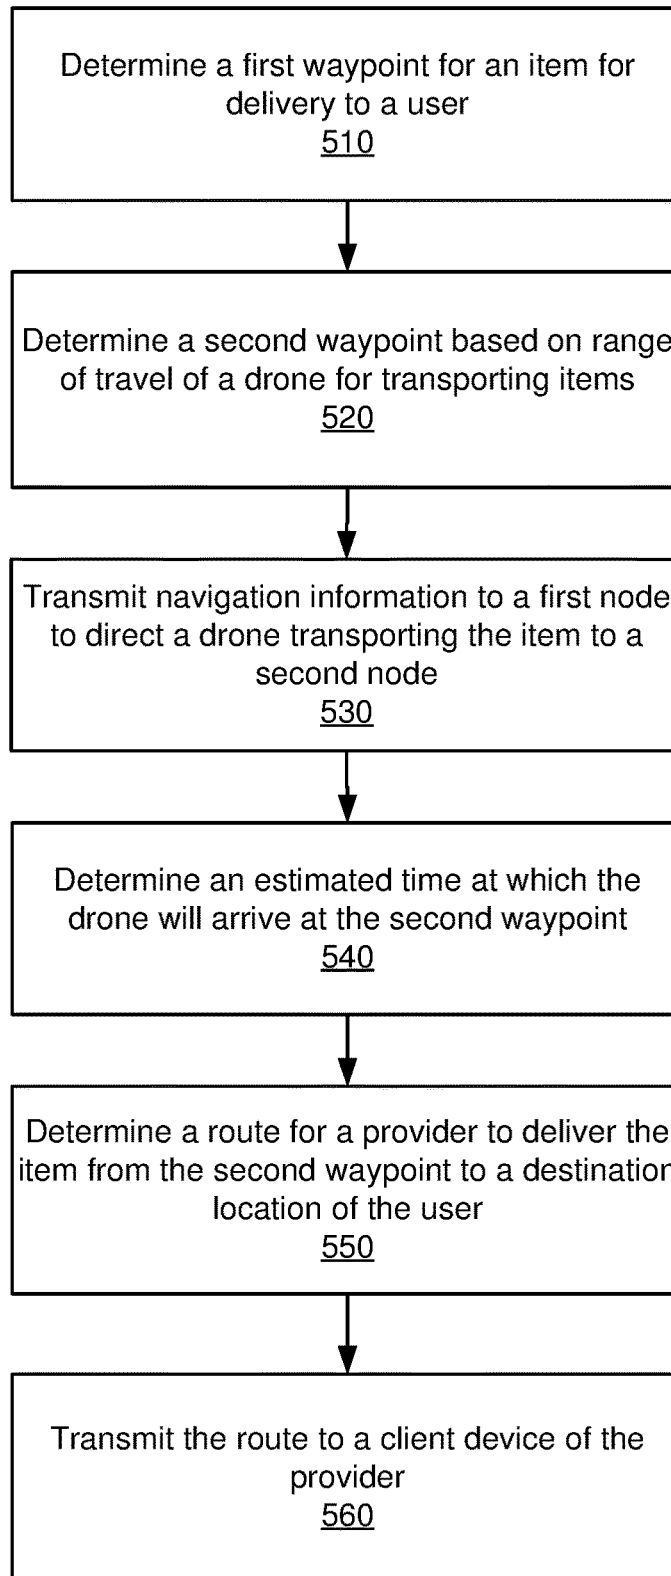 Determine a first waypoint for an item for
delivery to a user
510
Determine a second waypoint based on range
of travel of a drone for transporting items
520
Transmit navigation information to a first node
to direct a drone transporting the item to a
second node
530
Determine an estimated time at which the
drone will arrive at the second waypoint
540
Determine a route for a provider to deliver the
item from the second waypoint to a destination
location of the user
550
Transmit the route to a client device of the
provider
560